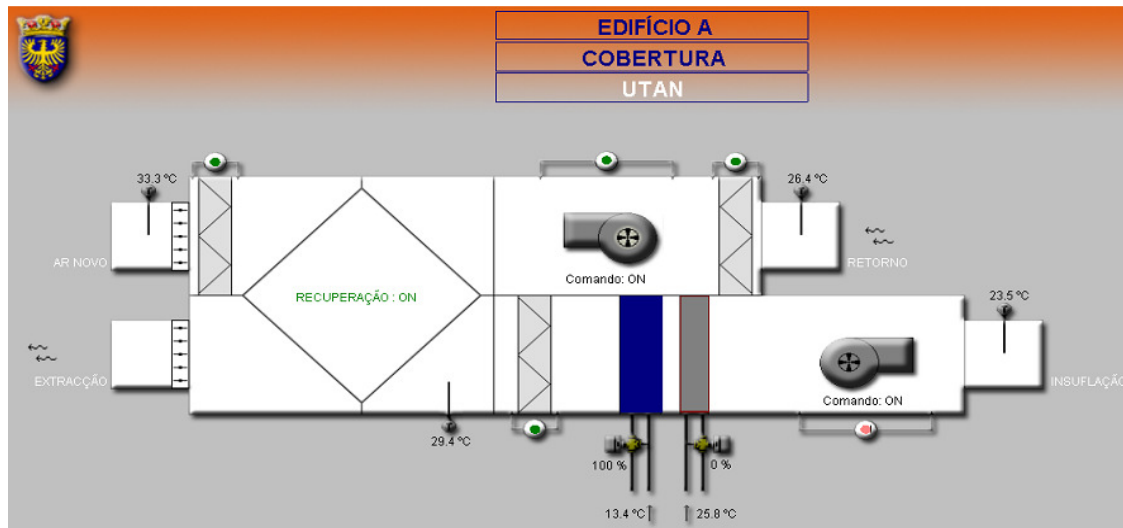 EDIFÍCIO A
COBERTURA
UTAN
33.3 ºC
26.4 ºC
AR NOVO
Comando: ON
RETORNO
RECUPERAÇÃO : ON
23.5 ºC
EXTRACÇÃO
INSUFLAÇÃO
Comando: ON
29.4 ºC
100 %
0 %
13.4 ºC
25.8 ºC